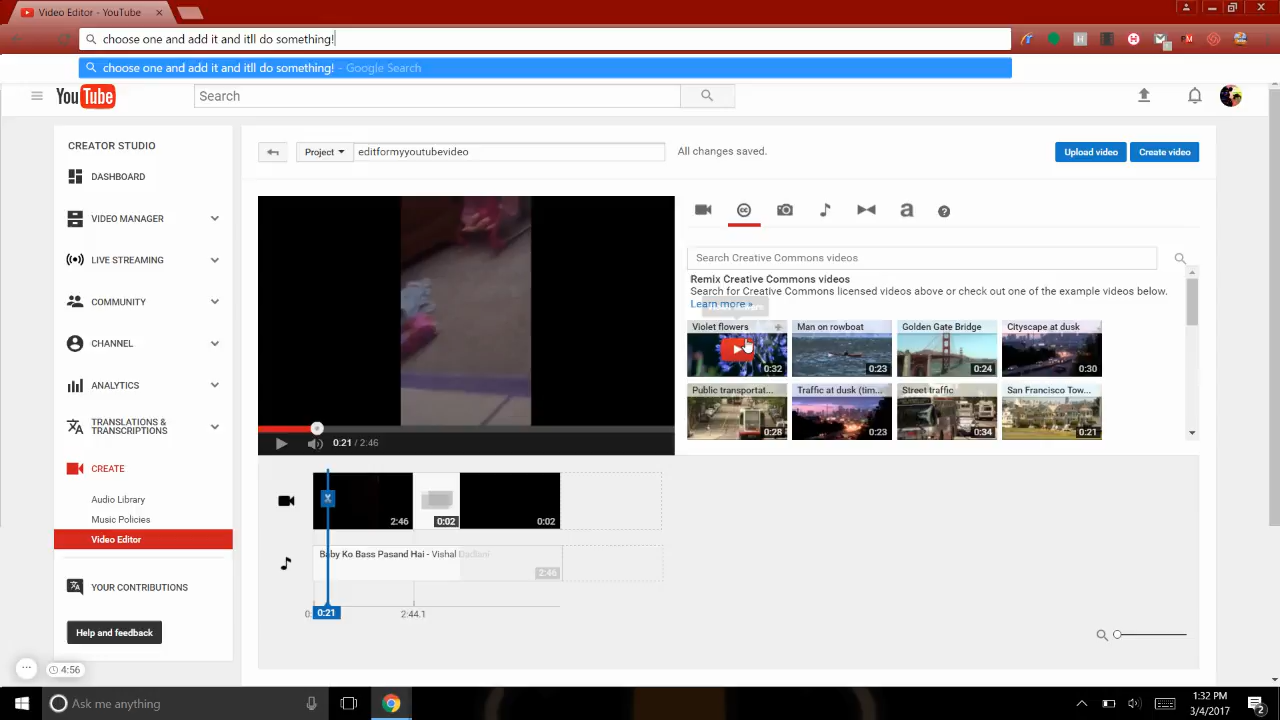 Video Editor - YouTube
choose one and add it and itll do something!
choose one and add it and itll do something! - Google Search
YouTube
Search
CREATOR STUDIO
DASHBOARD
VIDEO MANAGER
LIVE STREAMING
COMMUNITY
CHANNEL
ANALYTICS
TRANSLATIONS &
TRANSCRIPTIONS
CREATE
Audio Library
Music Policies
Video Editor
YOUR CONTRIBUTIONS
Help and feedback
4:56
Project
editformyyoutubevideo
All changes saved.
Upload video
Create video
0:21 / 2:46
Search Creative Commons videos
Remix Creative Commons videos
Search for Creative Commons licensed videos above or check out one of the example videos below.
Learn more »
Violet flowers
0:32
Man on rowboat
0:23
Golden Gate Bridge
0:24
Cityscape at dusk
0:30
Public transportat...
0:28
Traffic at dusk (tim...
0:23
Street traffic
0:34
San Francisco Tow...
0:21
2:46
0:02
0:02
Baby Ko Bass Pasand Hai - Vishal Dadlani
2:46
0:21
2:44.1
Ask me anything
1:32 PM
3/4/2017